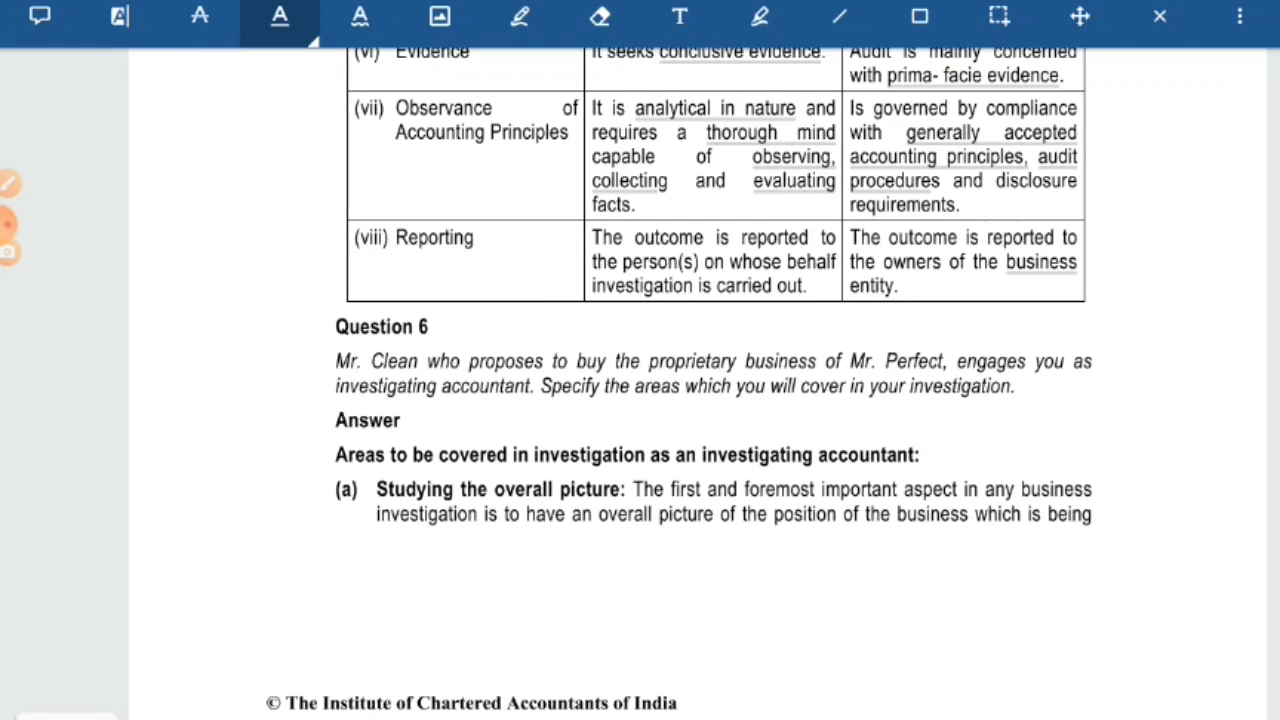 (vi) Evidence
It seeks conclusive evidence.
Audit is mainly concerned
with prima- facie evidence.
(vii) Observance of
Accounting Principles
It is analytical in nature and
requires a thorough mind
capable of observing,
collecting and evaluating
facts.
Is governed by compliance
with generally accepted
accounting principles, audit
procedures and disclosure
requirements.
(viii) Reporting
The outcome is reported to
the person(s) on whose behalf
investigation is carried out.
The outcome is reported to
the owners of the business
entity.
Question 6
Mr. Clean who proposes to buy the proprietary business of Mr. Perfect, engages you as
investigating accountant. Specify the areas which you will cover in your investigation.
Answer
Areas to be covered in investigation as an investigating accountant:
(a) Studying the overall picture: The first and foremost important aspect in any business
investigation is to have an overall picture of the position of the business which is being
© The Institute of Chartered Accountants of India